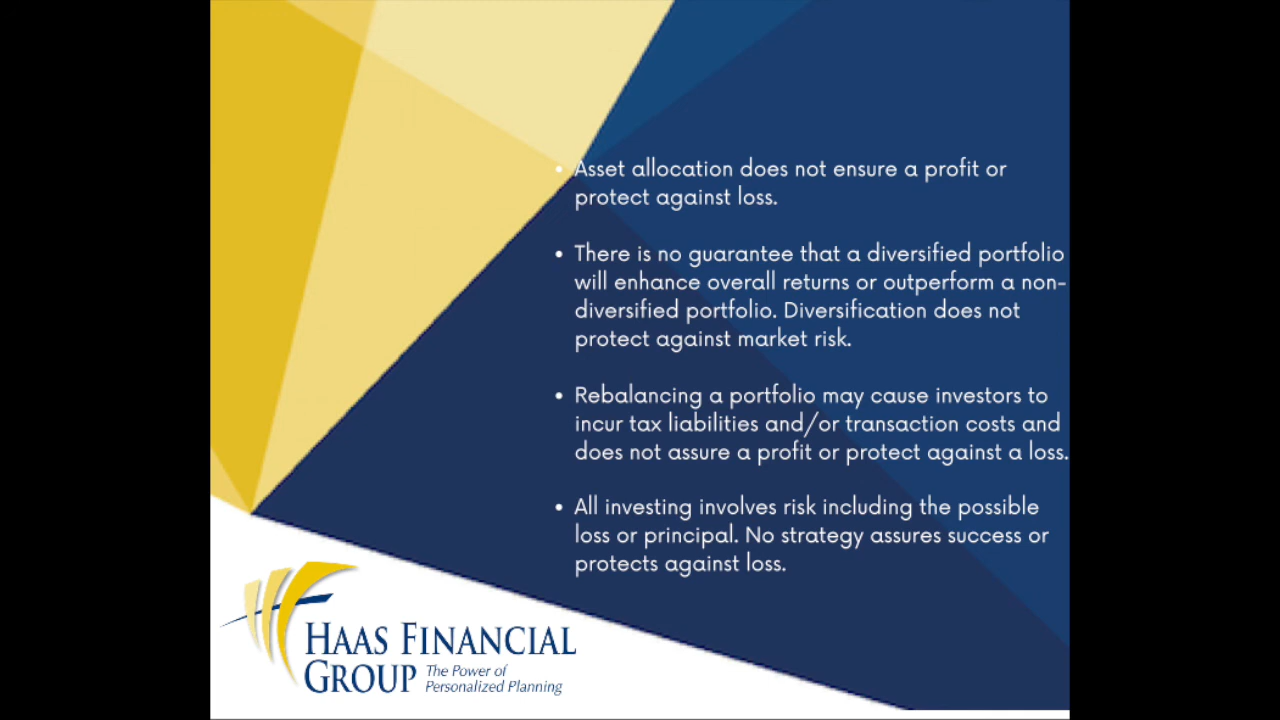 • Asset allocation does not ensure a profit or
protect against loss.
• There is no guarantee that a diversified portfolio
will enhance overall returns or outperform a non-
diversified portfolio. Diversification does not
protect against market risk.
• Rebalancing a portfolio may cause investors to
incur tax liabilities and/or transaction costs and
does not assure a profit or protect against a loss.
• All investing involves risk including the possible
loss or principal. No strategy assures success or
protects against loss.
HAAS FINANCIAL
GROUP The Power of
Personalized Planning